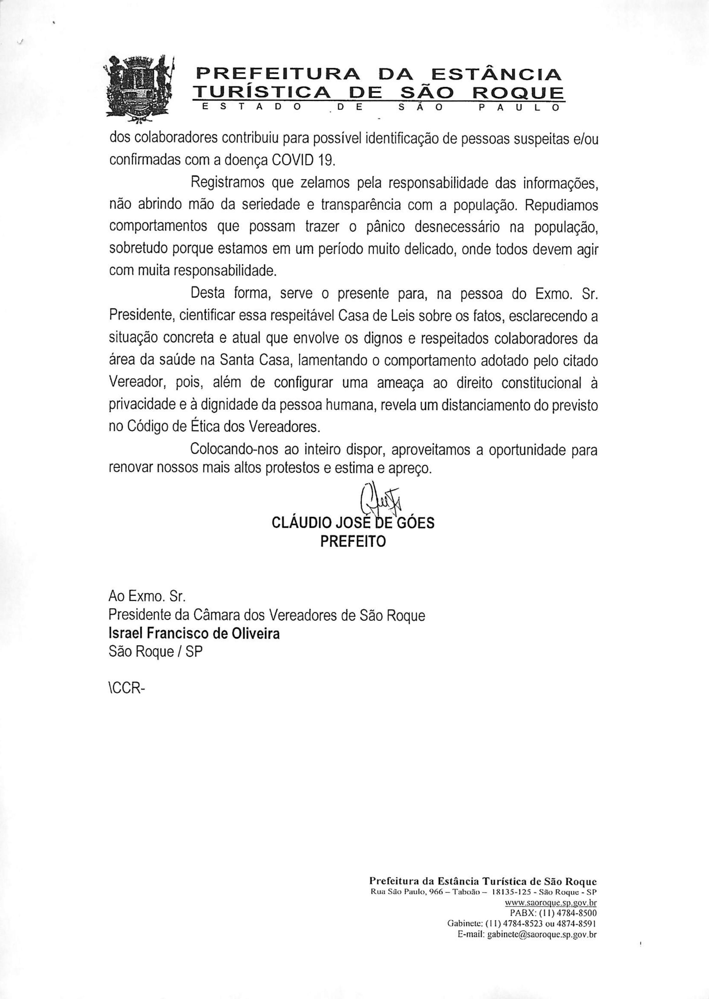 PREFEITURA DA ESTÂNCIA
TURÍSTICA DE SÃO ROQUE
ESTADO DE SÃO PAULO
dos colaboradores contribuiu para possível identificação de pessoas suspeitas e/ou
confirmadas com a doença COVID 19.
Registramos que zelamos pela responsabilidade das informações,
não abrindo mão da seriedade e transparência com a população. Repudiamos
comportamentos que possam trazer o pânico desnecessário na população,
sobretudo porque estamos em um período muito delicado, onde todos devem agir
com muita responsabilidade.
Desta forma, serve o presente para, na pessoa do Exmo. Sr.
Presidente, cientificar essa respeitável Casa de Leis sobre os fatos, esclarecendo a
situação concreta e atual que envolve os dignos e respeitados colaboradores da
área da saúde na Santa Casa, lamentando o comportamento adotado pelo citado
Vereador, pois, além de configurar uma ameaça ao direito constitucional à
privacidade e à dignidade da pessoa humana, revela um distanciamento do previsto
no Código de Ética dos Vereadores.
Colocando-nos ao inteiro dispor, aproveitamos a oportunidade para
renovar nossos mais altos protestos e estima e apreço.
CLÁUDIO JOSÉ DE GÓES
PREFEITO
Ao Exmo. Sr.
Presidente da Câmara dos Vereadores de São Roque
Israel Francisco de Oliveira
São Roque / SP
\CCR-
Prefeitura da Estância Turística de São Roque
Rua São Paulo, 966 – Taboão – 18135-125 - São Roque - SP
www.saoroque.sp.gov.br
PABX: (11) 4784-8500
Gabinete: (11) 4784-8523 ou 4874-8591
E-mail: gabinete@saoroque.sp.gov.br